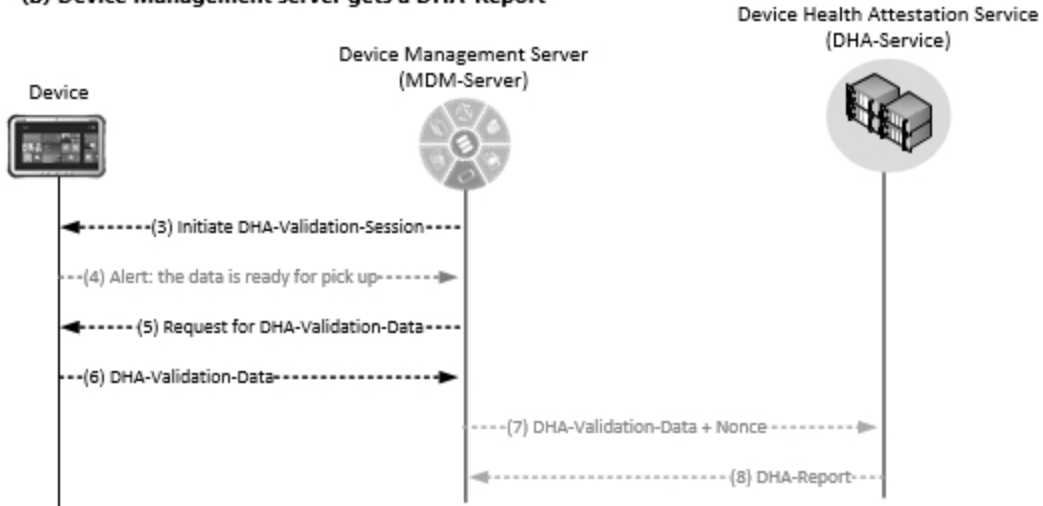 (b) Device Management server gets a DHA-Report
Device Health Attestation Service
(DHA-Service)
Device Management Server
(MDM-Server)
Device
(3) Initiate DHA-Validation-Session
(4) Alert: the data is ready for pick up
(5) Request for DHA-Validation-Data
(6) DHA-Validation-Data
(7) DHA-Validation-Data + Nonce
(8) DHA-Report